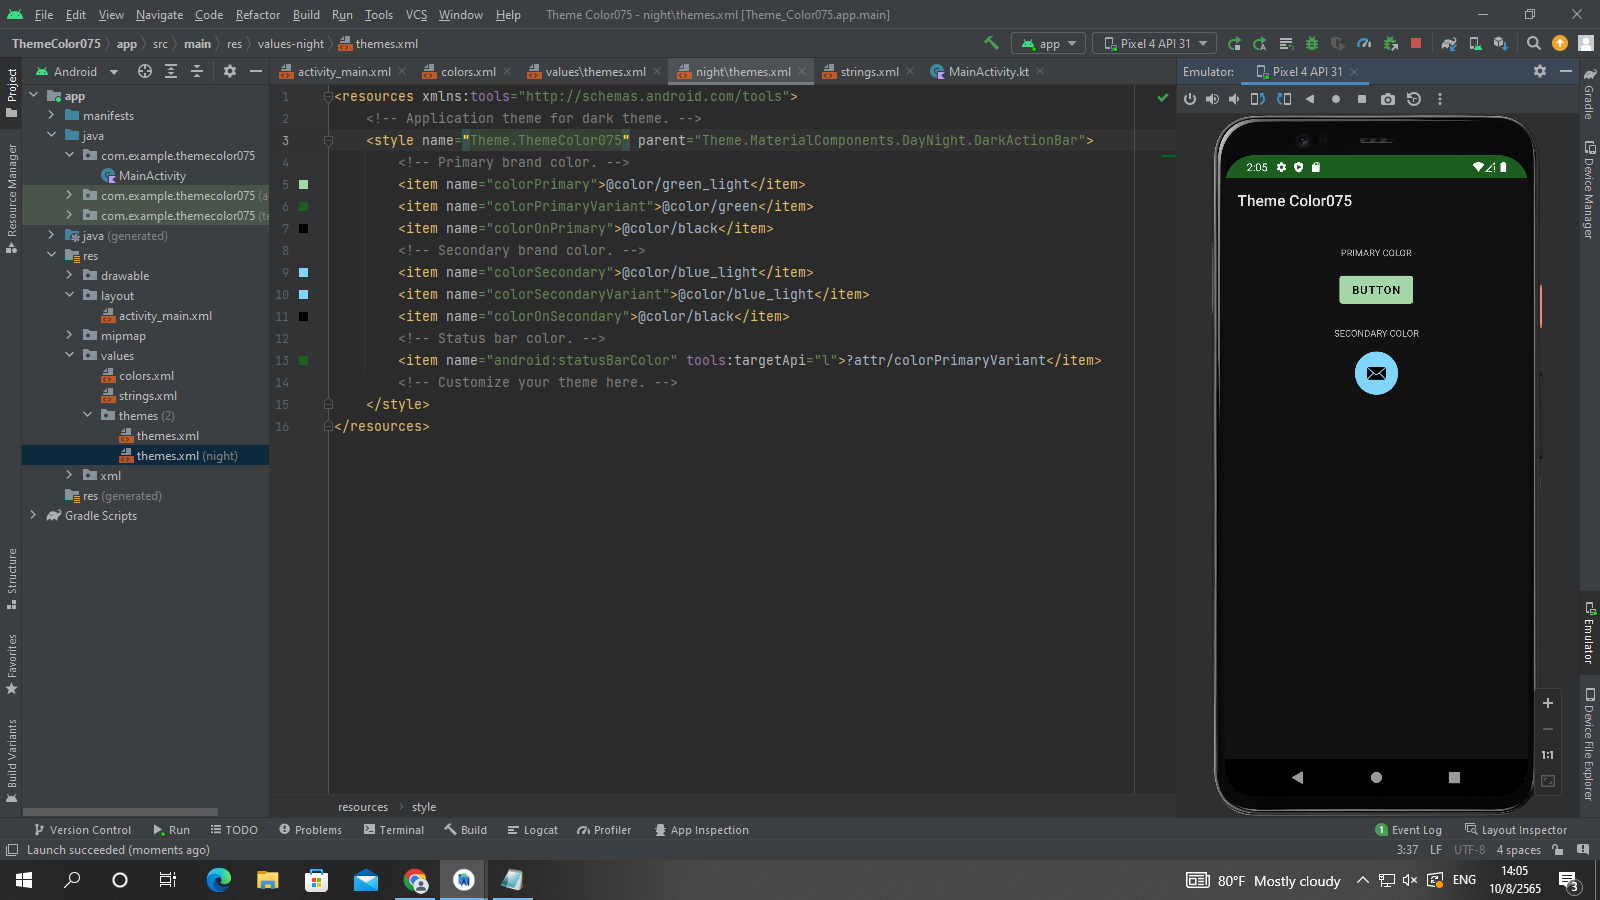 File Edit View Navigate Code Refactor Build Run Tools VCS Window Help Theme Color075 - night\themes.xml [Theme_Color075.app.main]
ThemeColor075 app src main res values-night themes.xml app Pixel 4 API 31
Project
Resource Manager
Structure
Favorites
Build Variants
Android
app
manifests
java
com.example.themecolor075
MainActivity
com.example.themecolor075 (a
com.example.themecolor075 (te
java (generated)
res
drawable
layout
activity_main.xml
mipmap
values
colors.xml
strings.xml
themes (2)
themes.xml
themes.xml (night)
xml
res (generated)
Gradle Scripts
activity_main.xml colors.xml values\themes.xml night\themes.xml strings.xml MainActivity.kt
1 <resources xmlns:tools="http://schemas.android.com/tools">
2 <!-- Application theme for dark theme. -->
3 <style name="Theme.ThemeColor075" parent="Theme.MaterialComponents.DayNight.DarkActionBar">
4 <!-- Primary brand color. -->
5 <item name="colorPrimary">@color/green_light</item>
6 <item name="colorPrimaryVariant">@color/green</item>
7 <item name="colorOnPrimary">@color/black</item>
8 <!-- Secondary brand color. -->
9 <item name="colorSecondary">@color/blue_light</item>
10 <item name="colorSecondaryVariant">@color/blue_light</item>
11 <item name="colorOnSecondary">@color/black</item>
12 <!-- Status bar color. -->
13 <item name="android:statusBarColor" tools:targetApi="l">?attr/colorPrimaryVariant</item>
14 <!-- Customize your theme here. -->
15 </style>
16 </resources>
resources style
Emulator: Pixel 4 API 31
2:05
Theme Color075
PRIMARY COLOR
BUTTON
SECONDARY COLOR
1:1
Gradle
Device Manager
Emulator
Device File Explorer
Version Control Run TODO Problems Terminal Build Logcat Profiler App Inspection 1 Event Log Layout Inspector
Launch succeeded (moments ago) 3:37 LF UTF-8 4 spaces
80°F Mostly cloudy ENG
14:05
10/8/2565
3